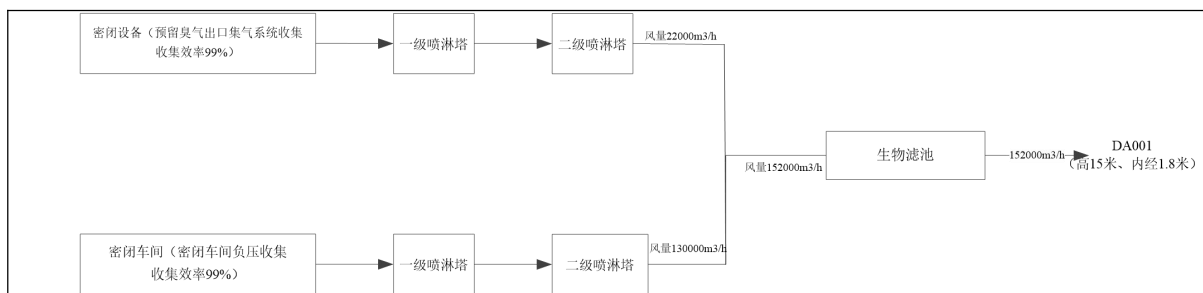 密闭设备（预留臭气出口集气系统收集
收集效率99%）
一级喷淋塔
二级喷淋塔
风量22000m3/h
生物滤池
152000m3/h
DA001
（高15米、内经1.8米）
风量152000m3/h
密闭车间（密闭车间负压收集
收集效率99%）
一级喷淋塔
二级喷淋塔
风量130000m3/h